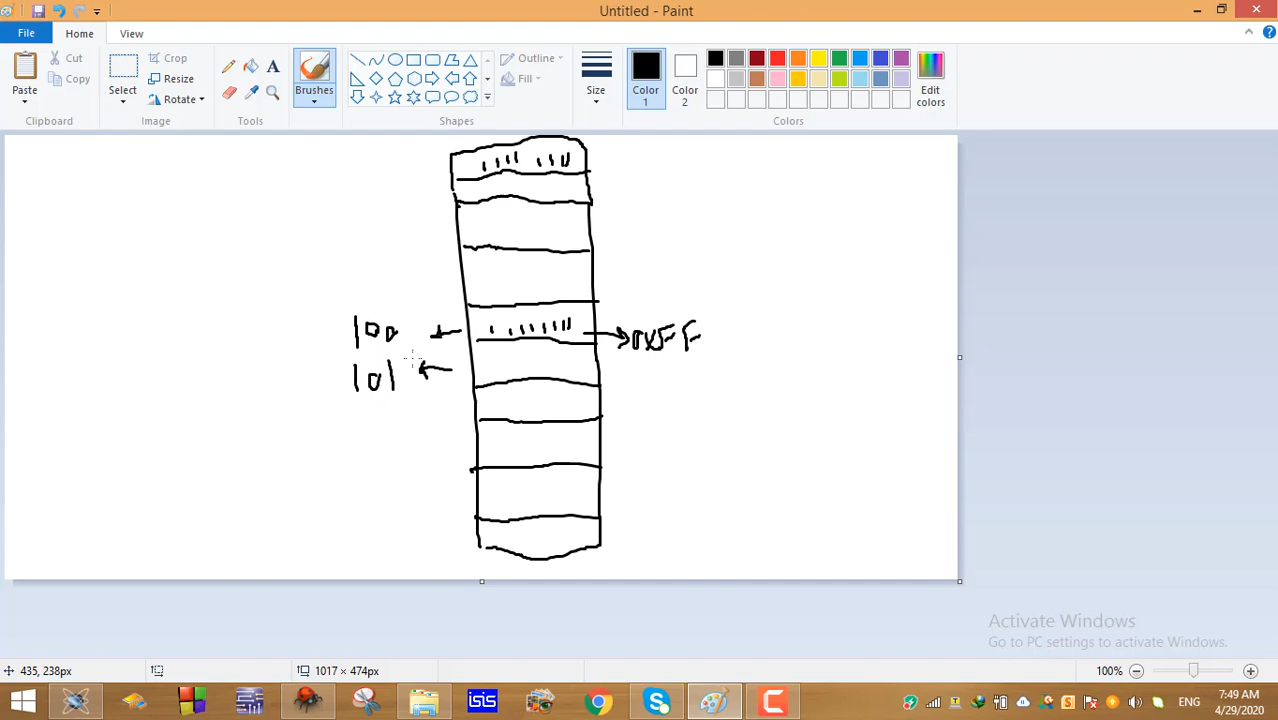 Untitled - Paint
File
Home
View
Paste
Cut
Copy
Clipboard
Select
Crop
Resize
Rotate
Image
Tools
Brushes
Outline
Fill
Shapes
Size
Color 1
Color 2
Edit colors
Colors
100
0xFF
101
Activate Windows
Go to PC settings to activate Windows.
435, 238px
1017 × 474px
100%
isis
7:49 AM
4/29/2020